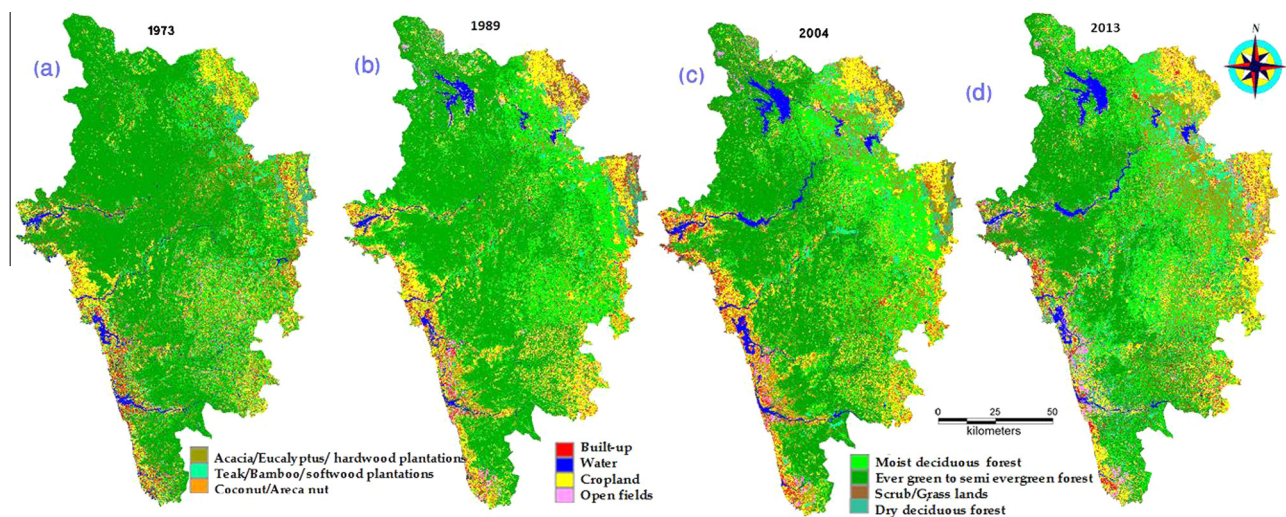 1973
1989
2004
2013
N
(a)
(b)
(c)
(d)
0 25 50
kilometers
Acacia/Eucalyptus/ hardwood plantations
Teak/Bamboo/softwood plantations
Coconut/Areca nut
Built-up
Water
Cropland
Open fields
Moist deciduous forest
Ever green to semi evergreen forest
Scrub/Grass lands
Dry deciduous forest